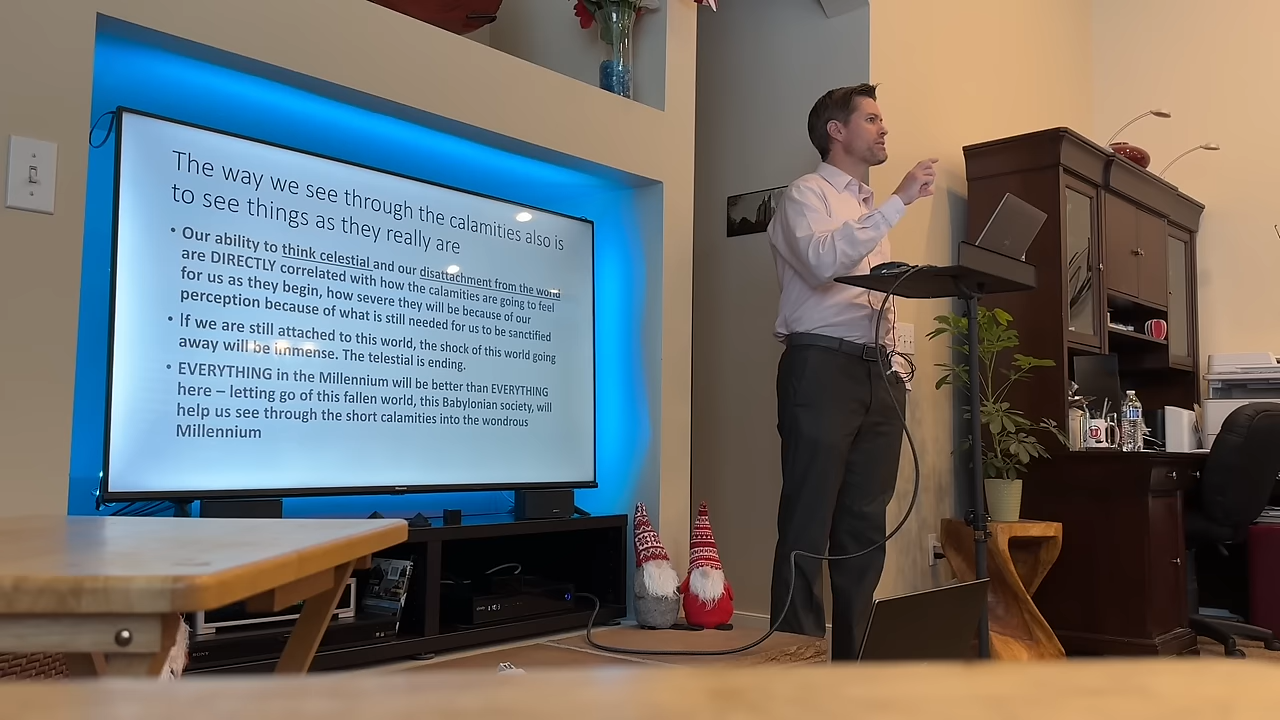 The way we see through the calamities also is
to see things as they really are
• Our ability to think celestial and our disattachment from the world
are DIRECTLY correlated with how the calamities are going to feel
for us as they begin, how severe they will be because of our
perception because of what is still needed for us to be sanctified
• If we are still attached to this world, the shock of this world going
away will be immense. The telestial is ending.
• EVERYTHING in the Millennium will be better than EVERYTHING
here – letting go of this fallen world, this Babylonian society, will
help us see through the short calamities into the wondrous
Millennium
SONY